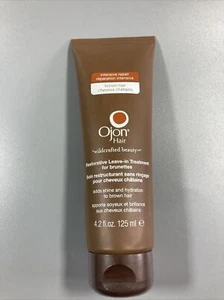 intensive repair
réparation intensive
brown hair
cheveux châtains
Ojon®
Hair
wildcrafted beauty™
Restorative Leave-in Treatment
for brunettes
Soin restructurant sans rinçage
pour cheveux châtains
adds shine and hydration
to brown hair
apporte soyeux et brillance
aux cheveux châtains
4.2 fl.oz. 125 ml e